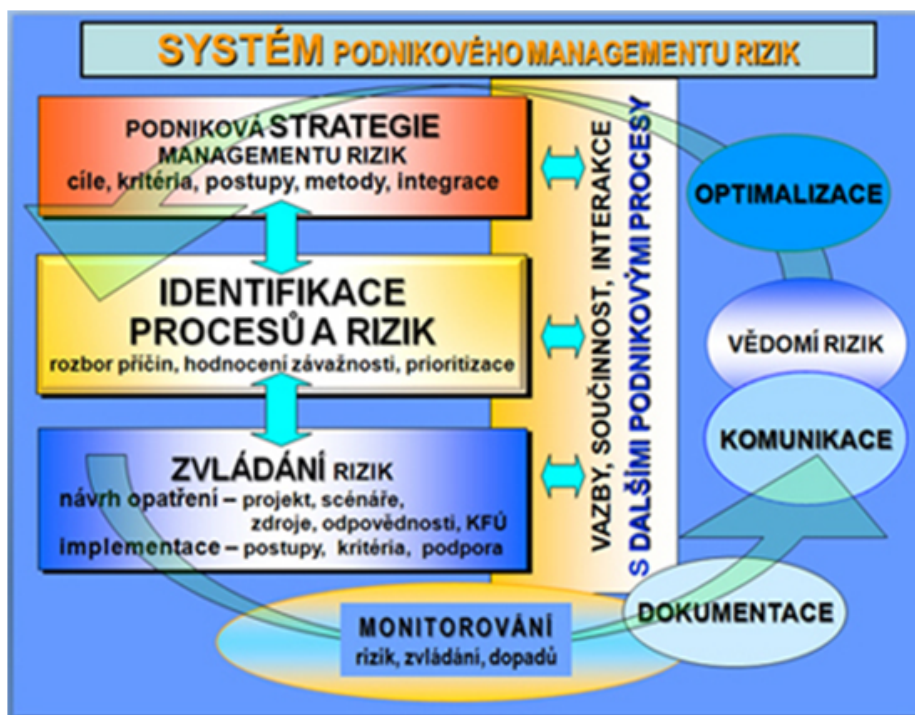 SYSTÉM PODNIKOVÉHO MANAGEMENTU RIZIK
PODNIKOVÁ STRATEGIE
MANAGEMENTU RIZIK
cíle, kritéria, postupy, metody, integrace
IDENTIFIKACE
PROCESŮ A RIZIK
rozbor příčin, hodnocení závažnosti, prioritizace
ZVLÁDÁNÍ RIZIK
návrh opatření – projekt, scénáře,
zdroje, odpovědnosti, KFÚ
implementace – postupy, kritéria, podpora
VAZBY, SOUČINNOST, INTERAKCE
S DALŠÍMI PODNIKOVÝMI PROCESY
OPTIMALIZACE
VĚDOMÍ RIZIK
KOMUNIKACE
DOKUMENTACE
MONITOROVÁNÍ
rizik, zvládání, dopadů